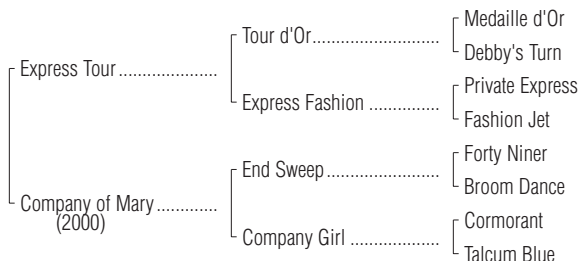 Medaille d'Or
Tour d'Or
Debby's Turn
Express Tour
Private Express
Express Fashion
Fashion Jet
Forty Niner
End Sweep
Broom Dance
Company of Mary
(2000)
Cormorant
Company Girl
Talcum Blue